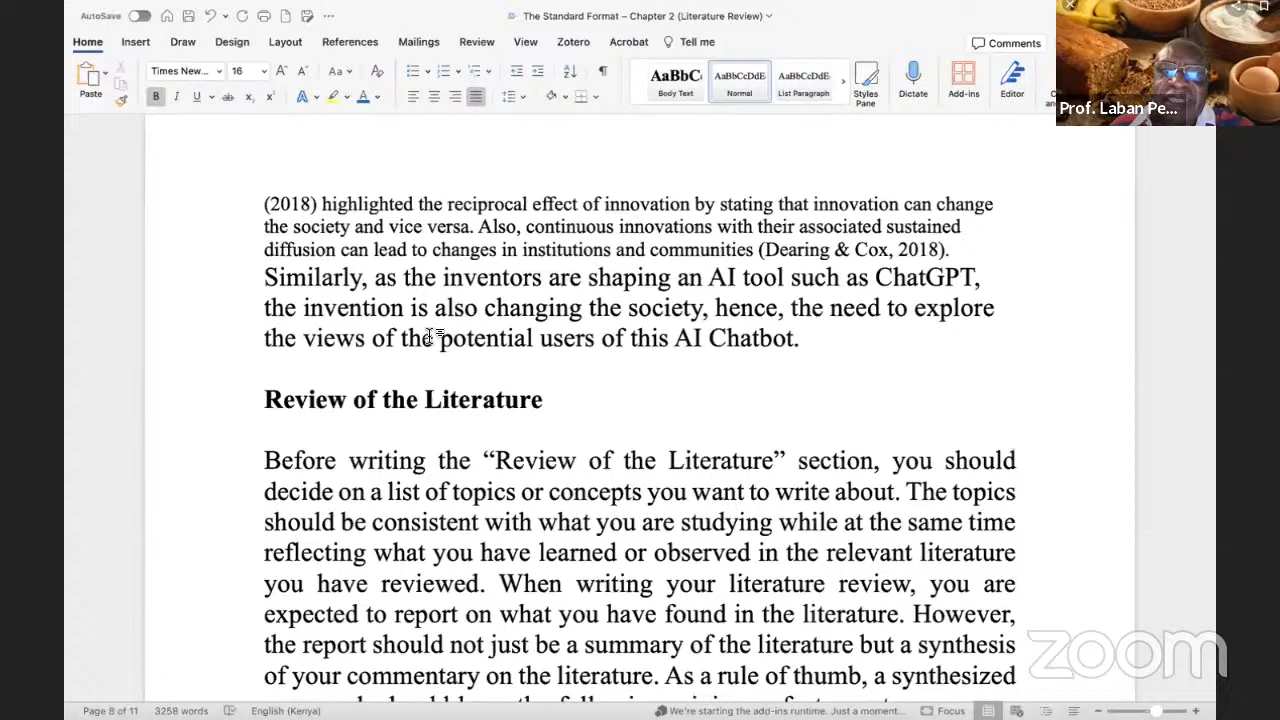 AutoSave
The Standard Format – Chapter 2 (Literature Review)
Home Insert Draw Design Layout References Mailings Review View Zotero Acrobat Tell me
Comments
Paste
Times New... 16
AaBbC AaBbCcDdE AaBbCcDdE
Body Text Normal List Paragraph
Styles Pane
Dictate
Add-ins
Editor
Prof. Laban Pe...
(2018) highlighted the reciprocal effect of innovation by stating that innovation can change
the society and vice versa. Also, continuous innovations with their associated sustained
diffusion can lead to changes in institutions and communities (Dearing & Cox, 2018).
Similarly, as the inventors are shaping an AI tool such as ChatGPT,
the invention is also changing the society, hence, the need to explore
the views of the potential users of this AI Chatbot.
Review of the Literature
Before writing the “Review of the Literature” section, you should
decide on a list of topics or concepts you want to write about. The topics
should be consistent with what you are studying while at the same time
reflecting what you have learned or observed in the relevant literature
you have reviewed. When writing your literature review, you are
expected to report on what you have found in the literature. However,
the report should not just be a summary of the literature but a synthesis
of your commentary on the literature. As a rule of thumb, a synthesized
zoom
Page 8 of 11 3258 words English (Kenya) We're starting the add-ins runtime. Just a moment... Focus